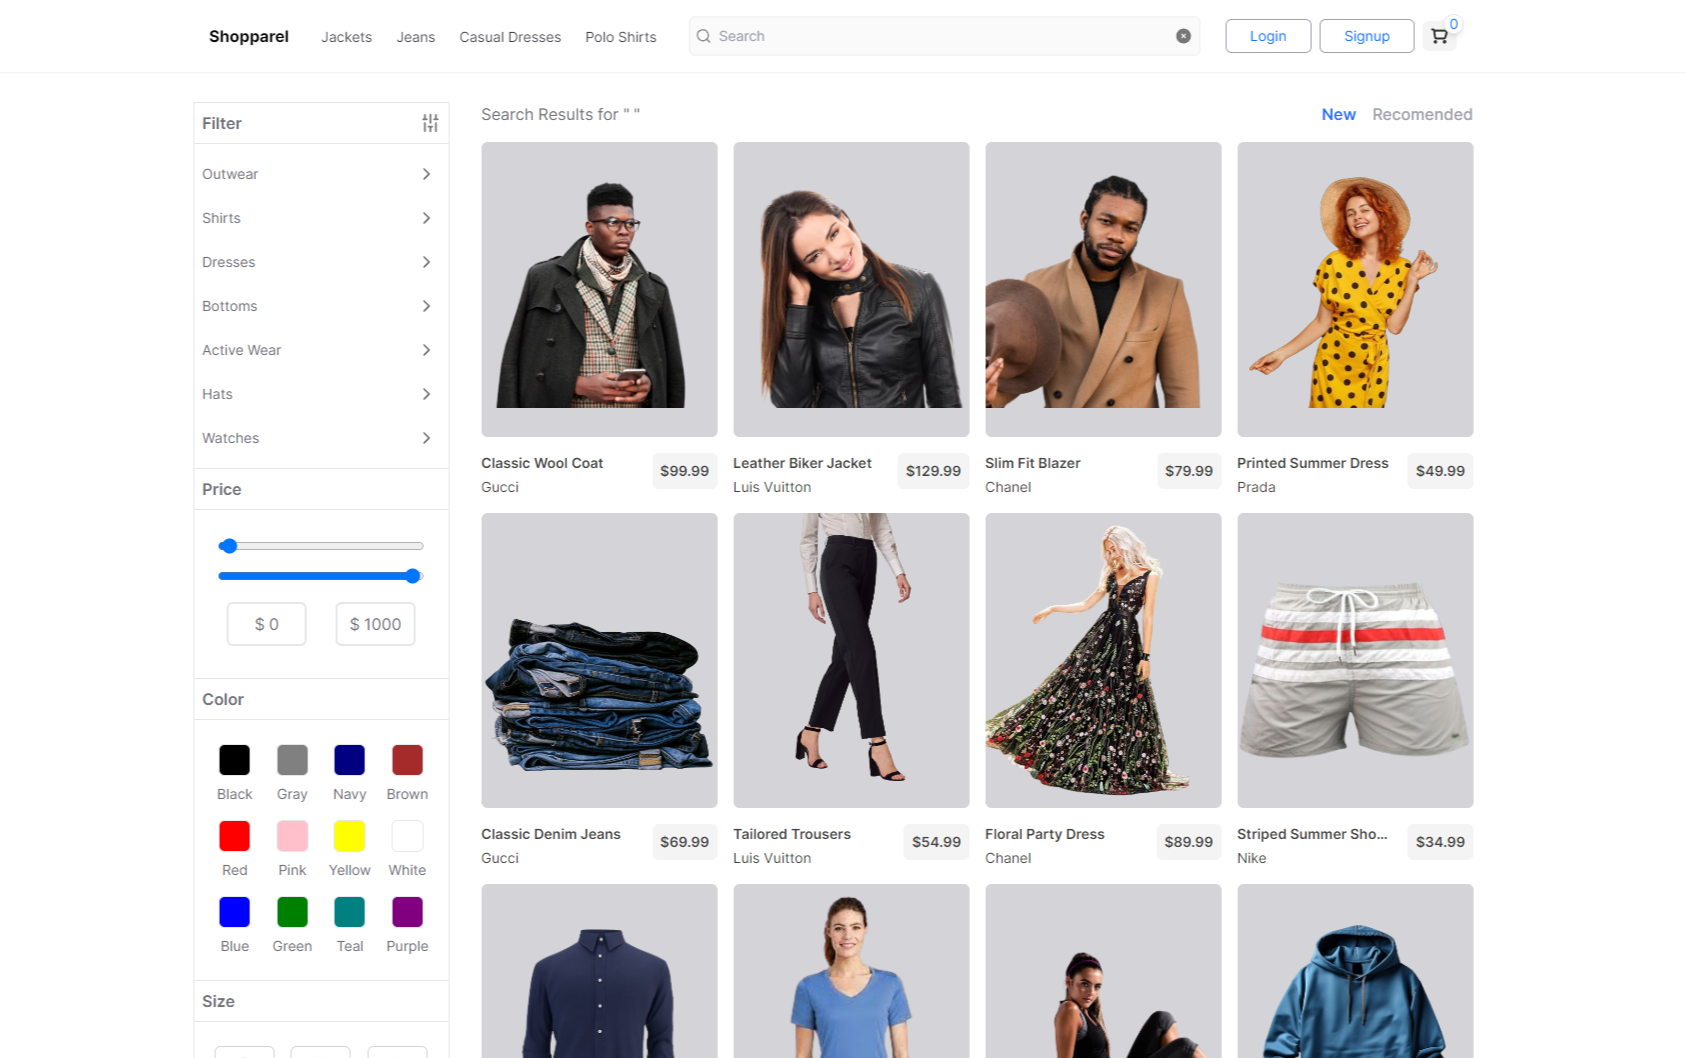 Shopparel
Jackets
Jeans
Casual Dresses
Polo Shirts
Search
Login
Signup
0
Filter
Outwear
Shirts
Dresses
Bottoms
Active Wear
Hats
Watches
Price
$ 0
$ 1000
Color
Black
Gray
Navy
Brown
Red
Pink
Yellow
White
Blue
Green
Teal
Purple
Size
Search Results for " "
New
Recomended
Classic Wool Coat
Gucci
$99.99
Leather Biker Jacket
Luis Vuitton
$129.99
Slim Fit Blazer
Chanel
$79.99
Printed Summer Dress
Prada
$49.99
Classic Denim Jeans
Gucci
$69.99
Tailored Trousers
Luis Vuitton
$54.99
Floral Party Dress
Chanel
$89.99
Striped Summer Sho...
Nike
$34.99